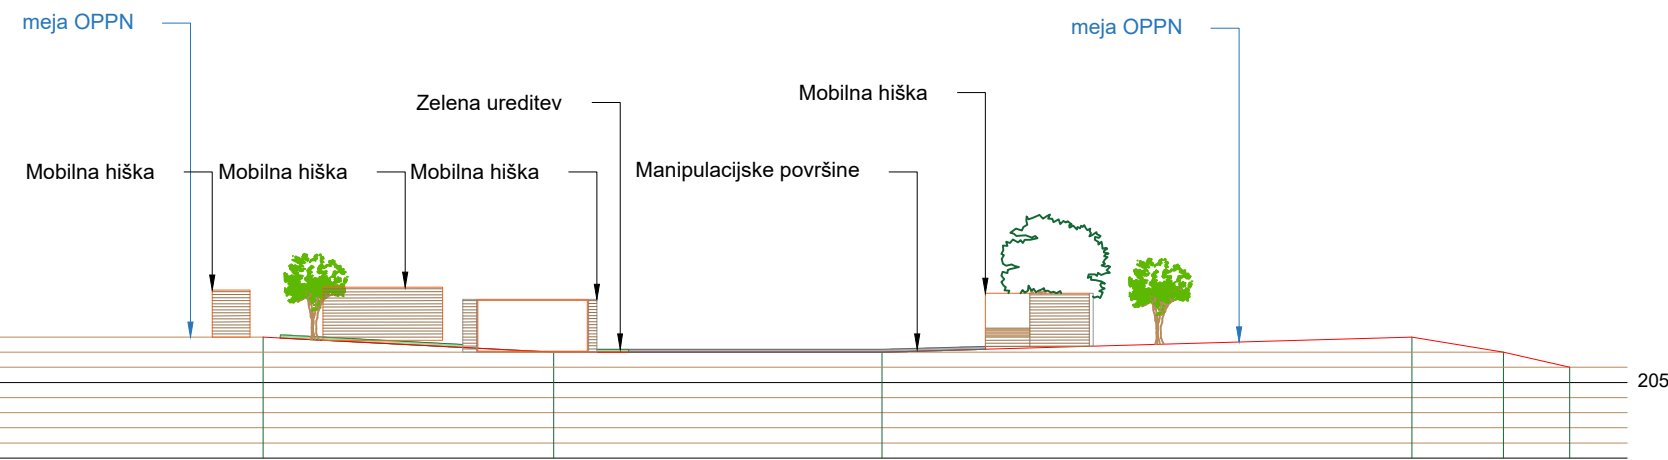 meja OPPN
meja OPPN
Zelena ureditev
Mobilna hiška
Mobilna hiška
Mobilna hiška
Mobilna hiška
Manipulacijske površine
205